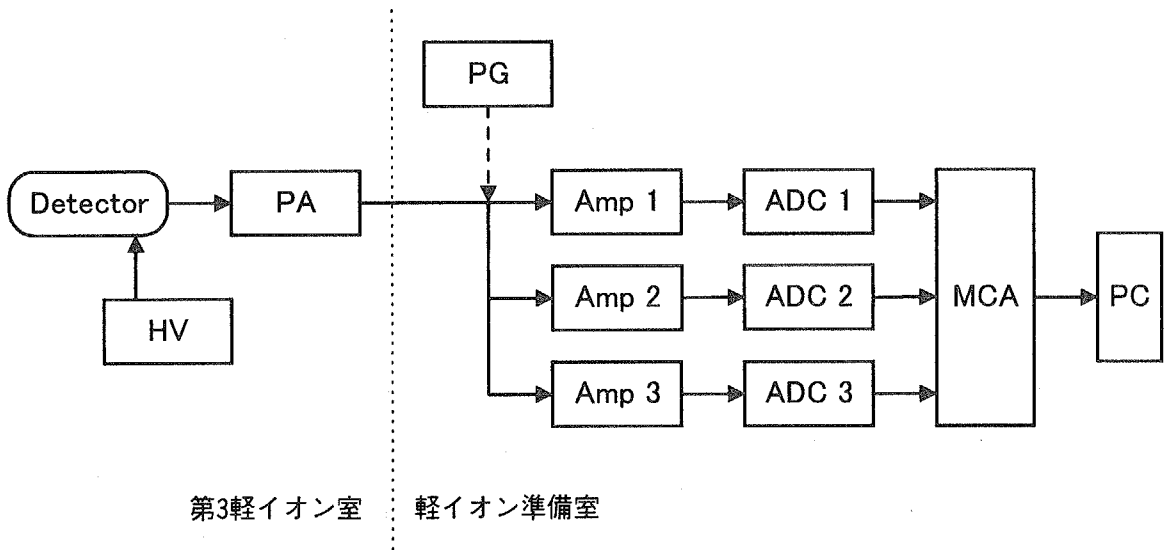 PG
Detector
PA
Amp 1
ADC 1
HV
Amp 2
ADC 2
MCA
PC
Amp 3
ADC 3
第3軽イオン室
軽イオン準備室